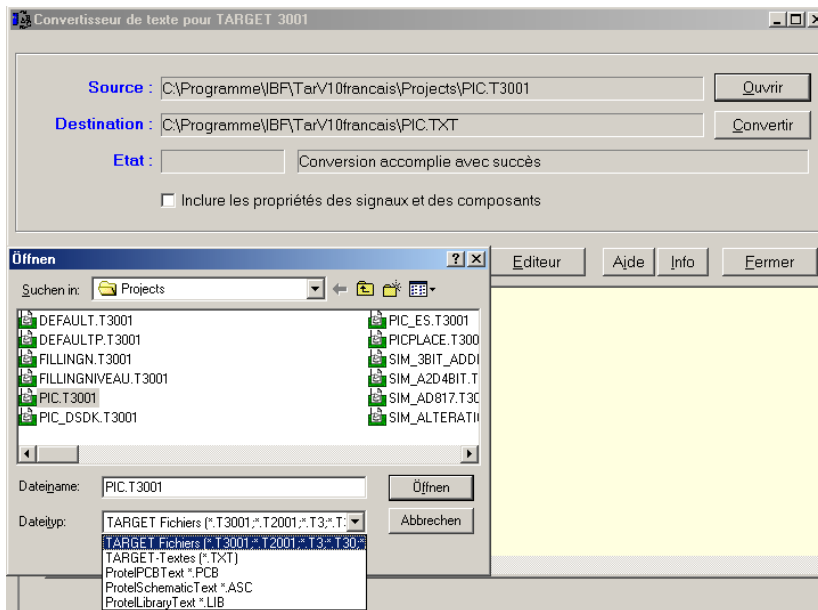 Convertisseur de texte pour TARGET 3001
Source : C:\Programme\IBF\TarV10francais\Projects\PIC.T3001 Ouvrir
Destination : C:\Programme\IBF\TarV10francais\PIC.TXT Convertir
Etat : Conversion accomplie avec succès
Inclure les propriétés des signaux et des composants
Öffnen ? Editeur Aide Info Fermer
Suchen in: Projects
DEFAULT.T3001 PIC_ES.T3001
DEFAULTP.T3001 PICPLACE.T300
FILLINGN.T3001 SIM_3BIT_ADD
FILLINGNIVEAU.T3001 SIM_A2D4BIT.T
PIC.T3001 SIM_AD817.T30
PIC_DSDK.T3001 SIM_ALTERATI
Dateiname: PIC.T3001 Öffnen
Dateityp: TARGET Fichiers (*.T3001;*.T2001;*.T3;*.T Abbrechen
TARGET Fichiers (*.T3001;*.T2001;*.T3;*.T30;*
TARGET-Textes (*.TXT)
ProtelPCBText *.PCB
ProtelSchematicText *.ASC
ProtelLibraryText *.LIB